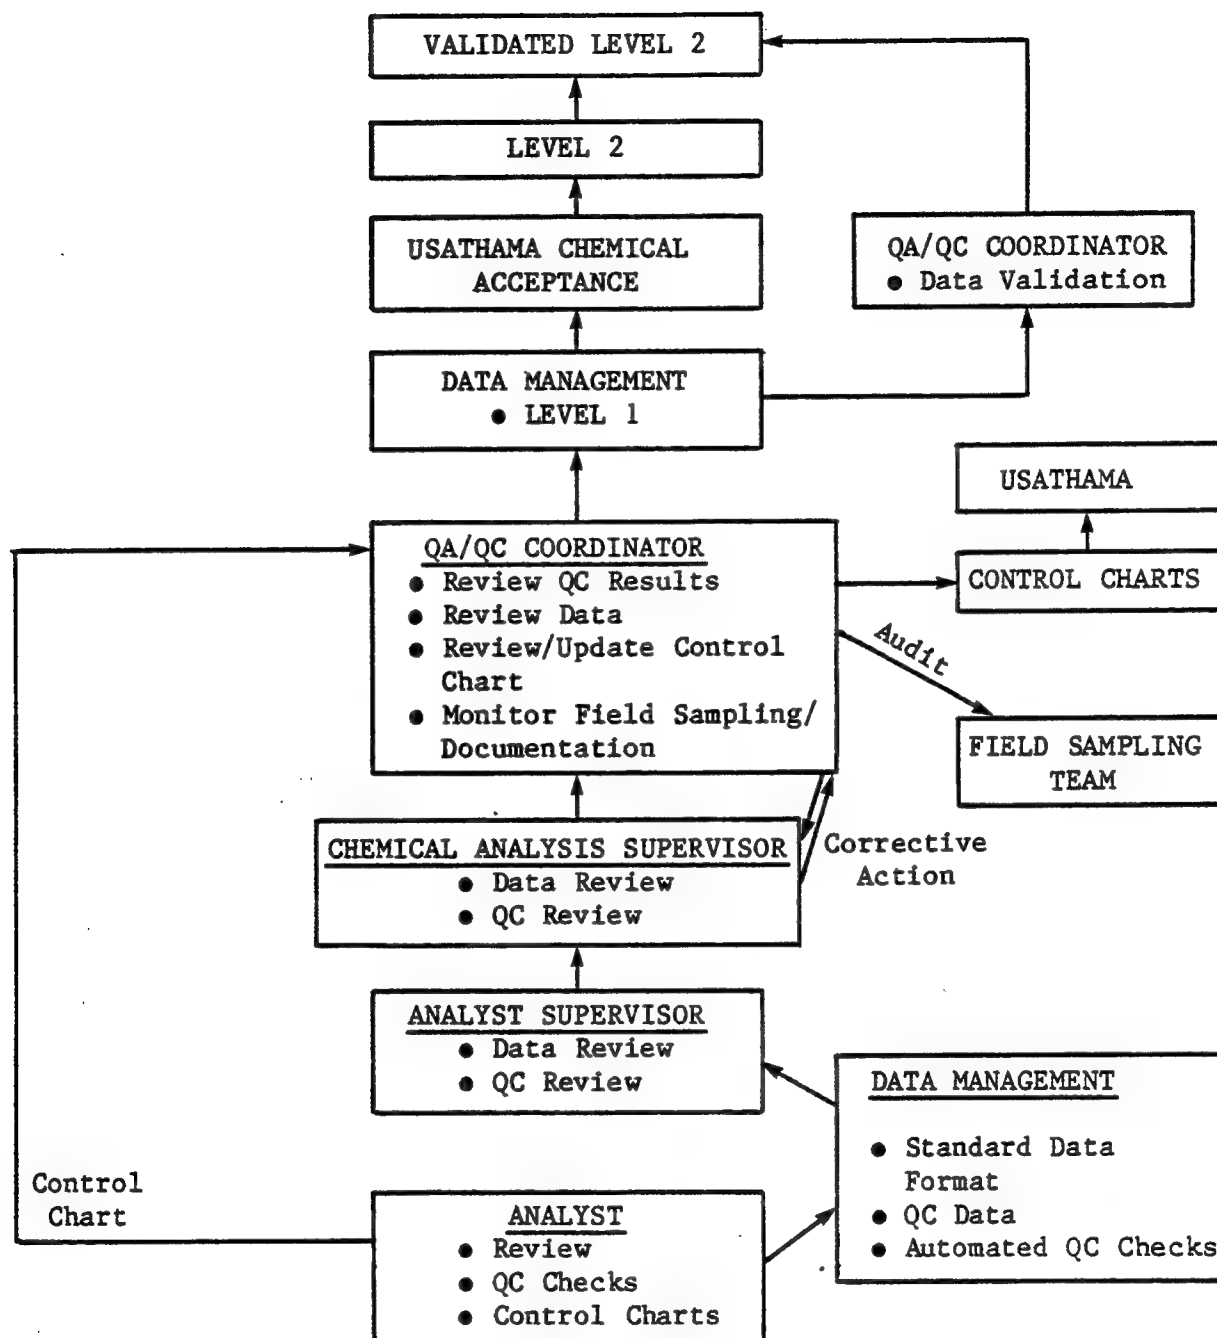 VALIDATED LEVEL 2
LEVEL 2
USATHAMA CHEMICAL
ACCEPTANCE
QA/QC COORDINATOR
● Data Validation
DATA MANAGEMENT
● LEVEL 1
USATHAMA
CONTROL CHARTS
QA/QC COORDINATOR
● Review QC Results
● Review Data
● Review/Update Control
Chart
● Monitor Field Sampling/
Documentation
Audit
FIELD SAMPLING
TEAM
CHEMICAL ANALYSIS SUPERVISOR
● Data Review
● QC Review
Corrective
Action
ANALYST SUPERVISOR
● Data Review
● QC Review
DATA MANAGEMENT
● Standard Data
Format
● QC Data
● Automated QC Checks
Control
Chart
ANALYST
● Review
● QC Checks
● Control Charts